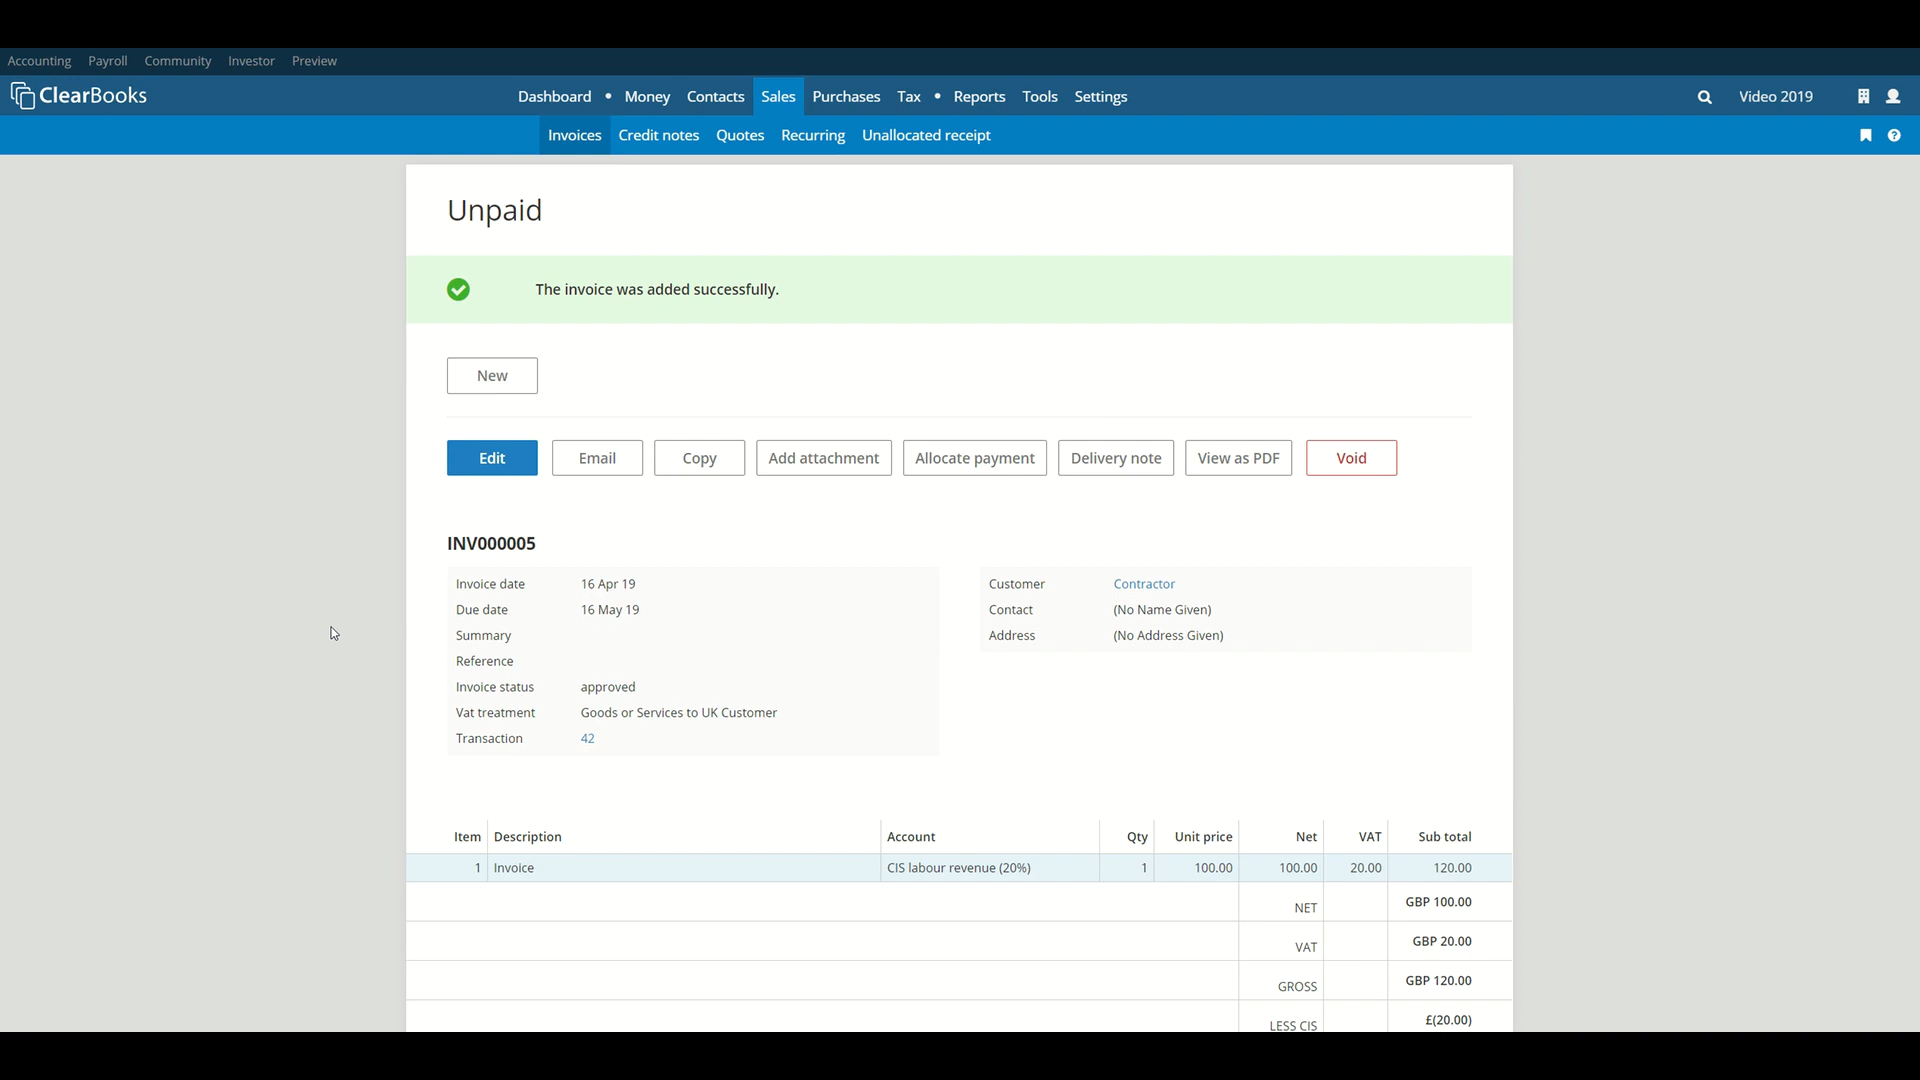 Accounting Payroll Community Investor Preview
ClearBooks Dashboard • Money Contacts Sales Purchases Tax • Reports Tools Settings Video 2019
Invoices Credit notes Quotes Recurring Unallocated receipt ?
Unpaid
The invoice was added successfully.
New
Edit Email Copy Add attachment Allocate payment Delivery note View as PDF Void
INV000005
Invoice date 16 Apr 19 Customer Contractor
Due date 16 May 19 Contact (No Name Given)
Summary Address (No Address Given)
Reference
Invoice status approved
Vat treatment Goods or Services to UK Customer
Transaction 42
Item Description Account Qty Unit price Net VAT Sub total
1 Invoice CIS labour revenue (20%) 1 100.00 100.00 20.00 120.00
NET GBP 100.00
VAT GBP 20.00
GROSS GBP 120.00
LESS CIS £(20.00)